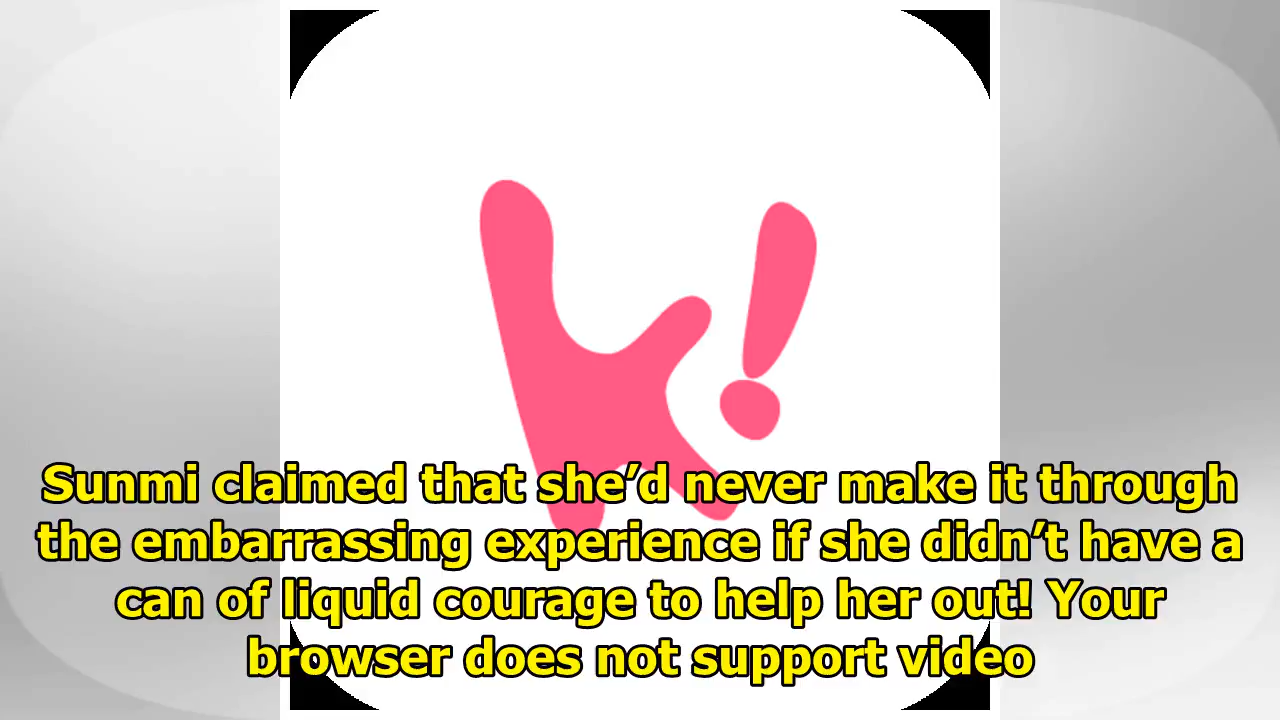 k!
Sunmi claimed that she’d never make it through
the embarrassing experience if she didn’t have a
can of liquid courage to help her out! Your
browser does not support video